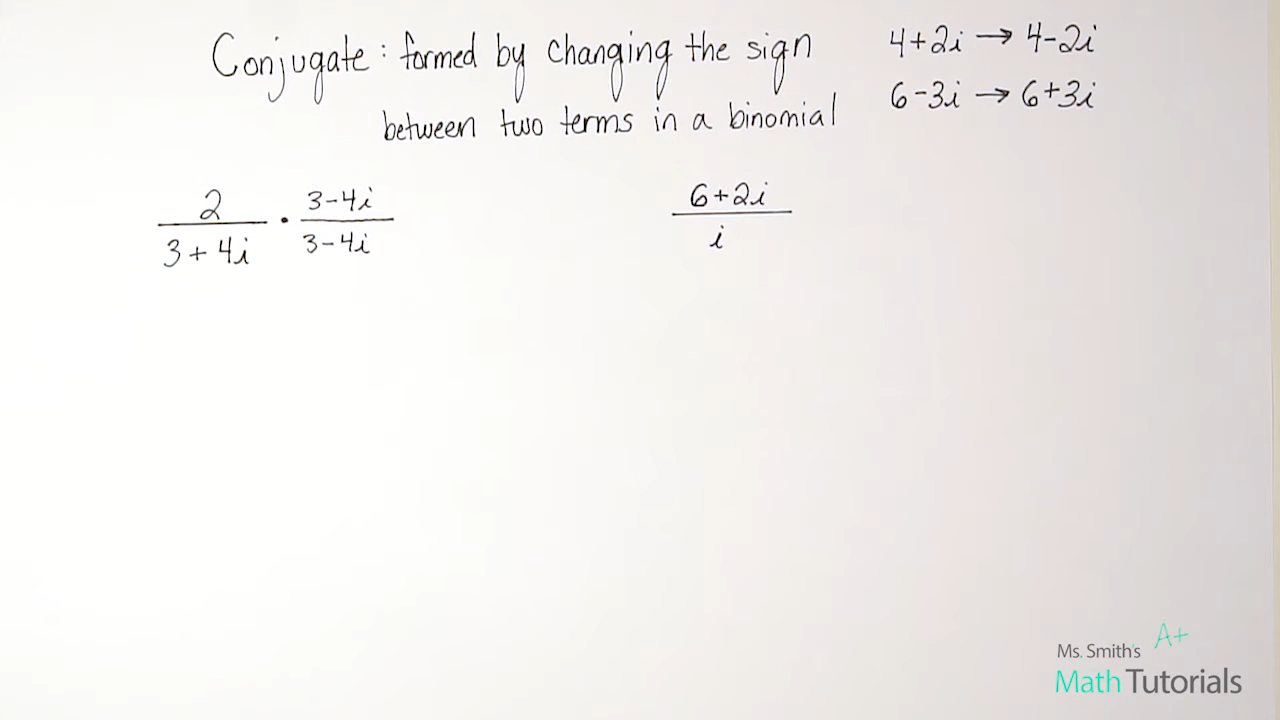 Conjugate: formed by changing the sign
between two terms in a binomial
4+2i → 4-2i
6-3i → 6+3i
2 / 3+4i · 3-4i / 3-4i
6+2i / i
A+
Ms. Smith's
Math Tutorials